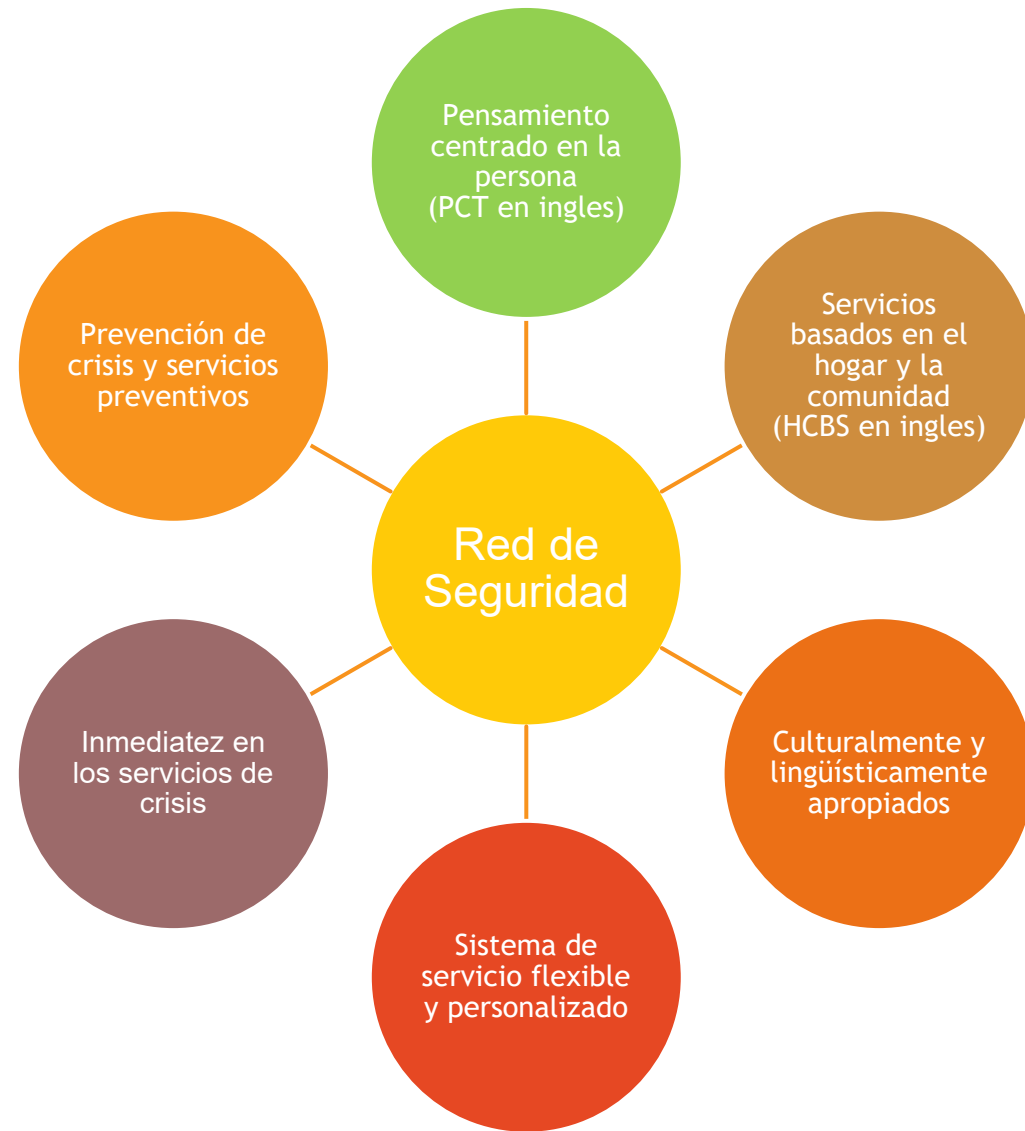 Pensamiento
centrado en la
persona
(PCT en ingles)
Servicios
basados en el
hogar y la
comunidad
(HCBS en ingles)
Culturalmente y
lingüísticamente
apropiados
Sistema de
servicio flexible
y personalizado
Inmediatez en
los servicios de
crisis
Prevención de
crisis y servicios
preventivos
Red de
Seguridad